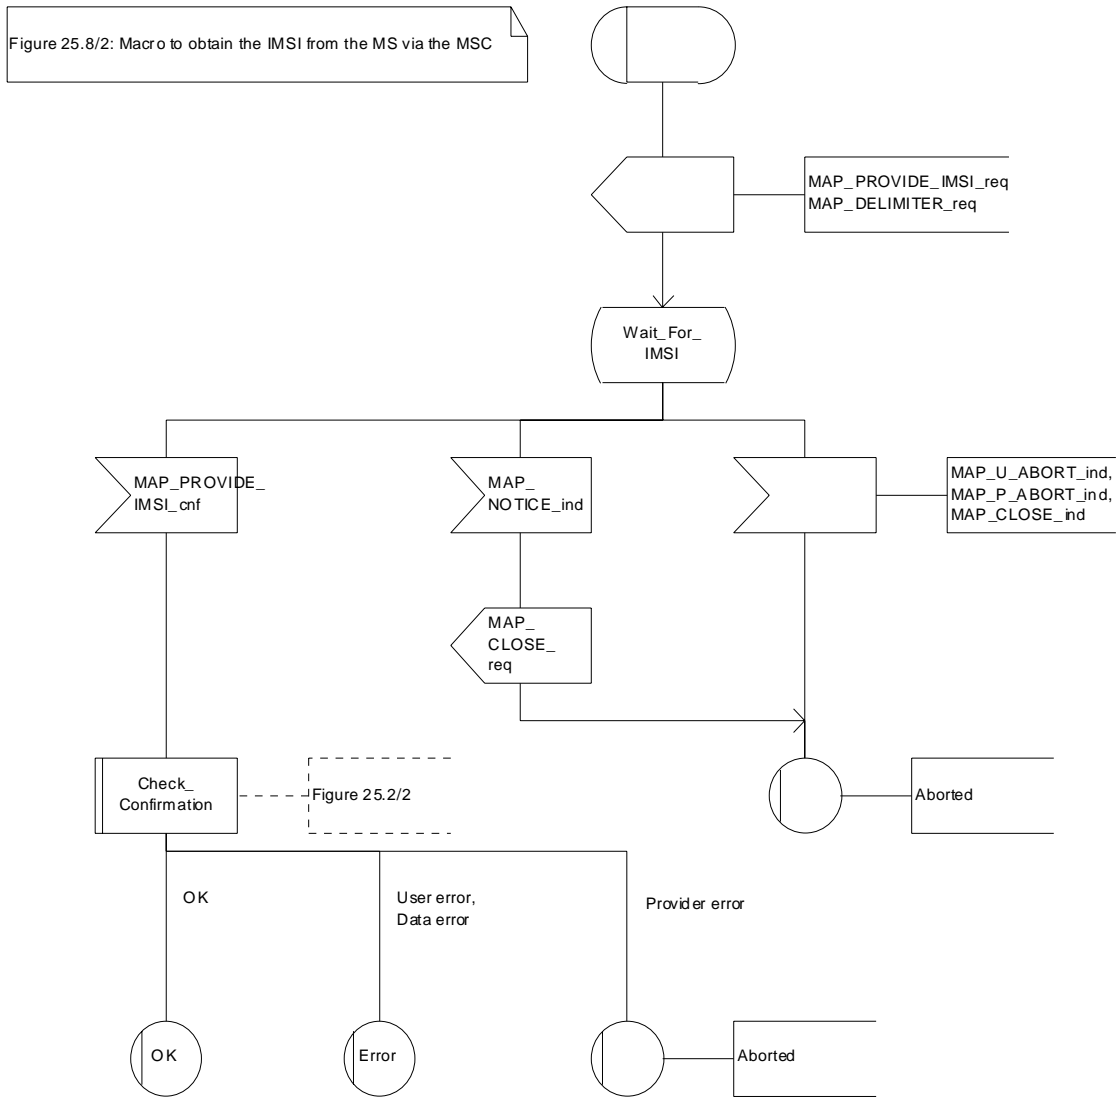 Figure 25.8/2: Macro to obtain the IMSI from the MS via the MSC
MAP_PROVIDE_IMSI_req
MAP_DELIMITER_req
Wait_For_
IMSI
MAP_PROVIDE_
IMSI_cnf
MAP_
NOTICE_ind
MAP_U_ABORT_ind,
MAP_P_ABORT_ind,
MAP_CLOSE_ind
MAP_
CLOSE_
req
Check_
Confirmation
Figure 25.2/2
Aborted
OK
User error,
Data error
Provider error
OK
Error
Aborted